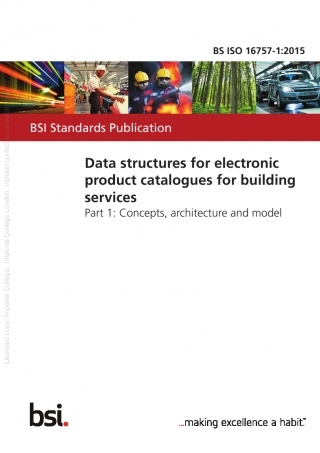 BS ISO 16757-1:2015
BSI Standards Publication
Data structures for electronic
product catalogues for building
services
Part 1: Concepts, architecture and model
bsi.
...making excellence a habit.™